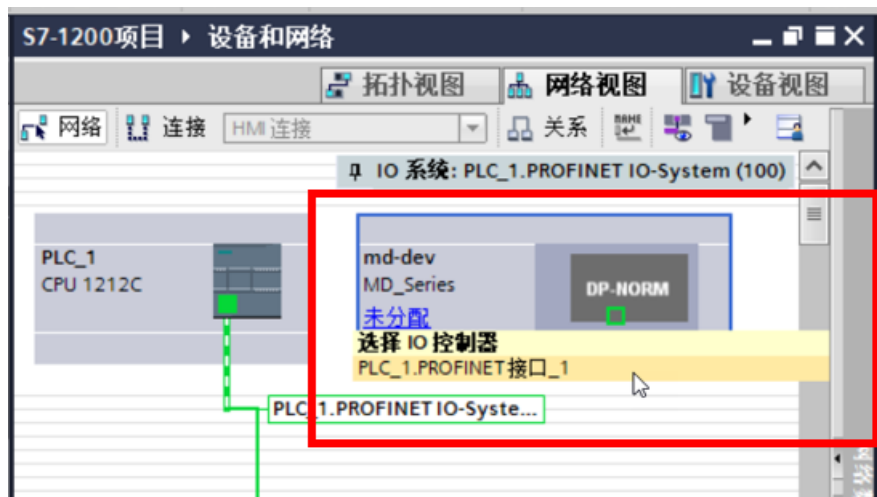 S7-1200项目 ▸ 设备和网络
拓扑视图 网络视图 设备视图
网络 连接 HMI 连接 关系
IO 系统: PLC_1.PROFINET IO-System (100)
PLC_1
CPU 1212C
md-dev
MD_Series
未分配
DP-NORM
选择 IO 控制器
PLC_1.PROFINET接口_1
PLC_1.PROFINET IO-Syste...